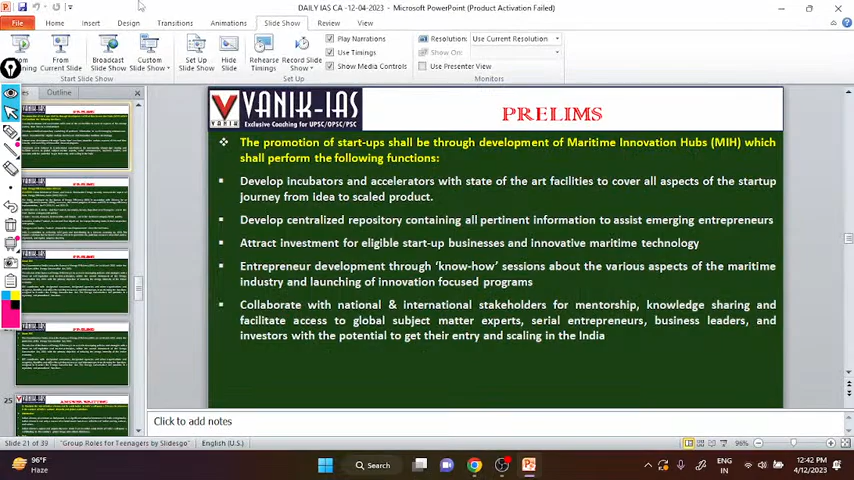 DAILY IAS CA -12-04-2023 - Microsoft PowerPoint (Product Activation Failed)
File Home Insert Design Transitions Animations Slide Show Review View
From Current Slide
Broadcast Slide Show
Custom Slide Show
Set Up Slide Show
Hide Slide
Rehearse Timings
Record Slide Show
Play Narrations
Use Timings
Show Media Controls
Resolution: Use Current Resolution
Show On:
Use Presenter View
Start Slide Show Set Up Monitors
Outline
25
VANIK-IAS
Exclusive Coaching for UPSC/OPSC/PSC
VANIK
PRELIMS
The promotion of start-ups shall be through development of Maritime Innovation Hubs (MIH) which
shall perform the following functions:
Develop incubators and accelerators with state of the art facilities to cover all aspects of the startup
journey from idea to scaled product.
Develop centralized repository containing all pertinent information to assist emerging entrepreneurs
Attract investment for eligible start-up businesses and innovative maritime technology
Entrepreneur development through ‘know-how’ sessions about the various aspects of the maritime
industry and launching of innovation focused programs
Collaborate with national & international stakeholders for mentorship, knowledge sharing and
facilitate access to global subject matter experts, serial entrepreneurs, business leaders, and
investors with the potential to get their entry and scaling in the India
Click to add notes
Slide 21 of 39 "Group Roles for Teenagers by Slidesgo" English (U.S.) 98%
96°F
Haze
Search
ENG
IN
12:42 PM
4/12/2023